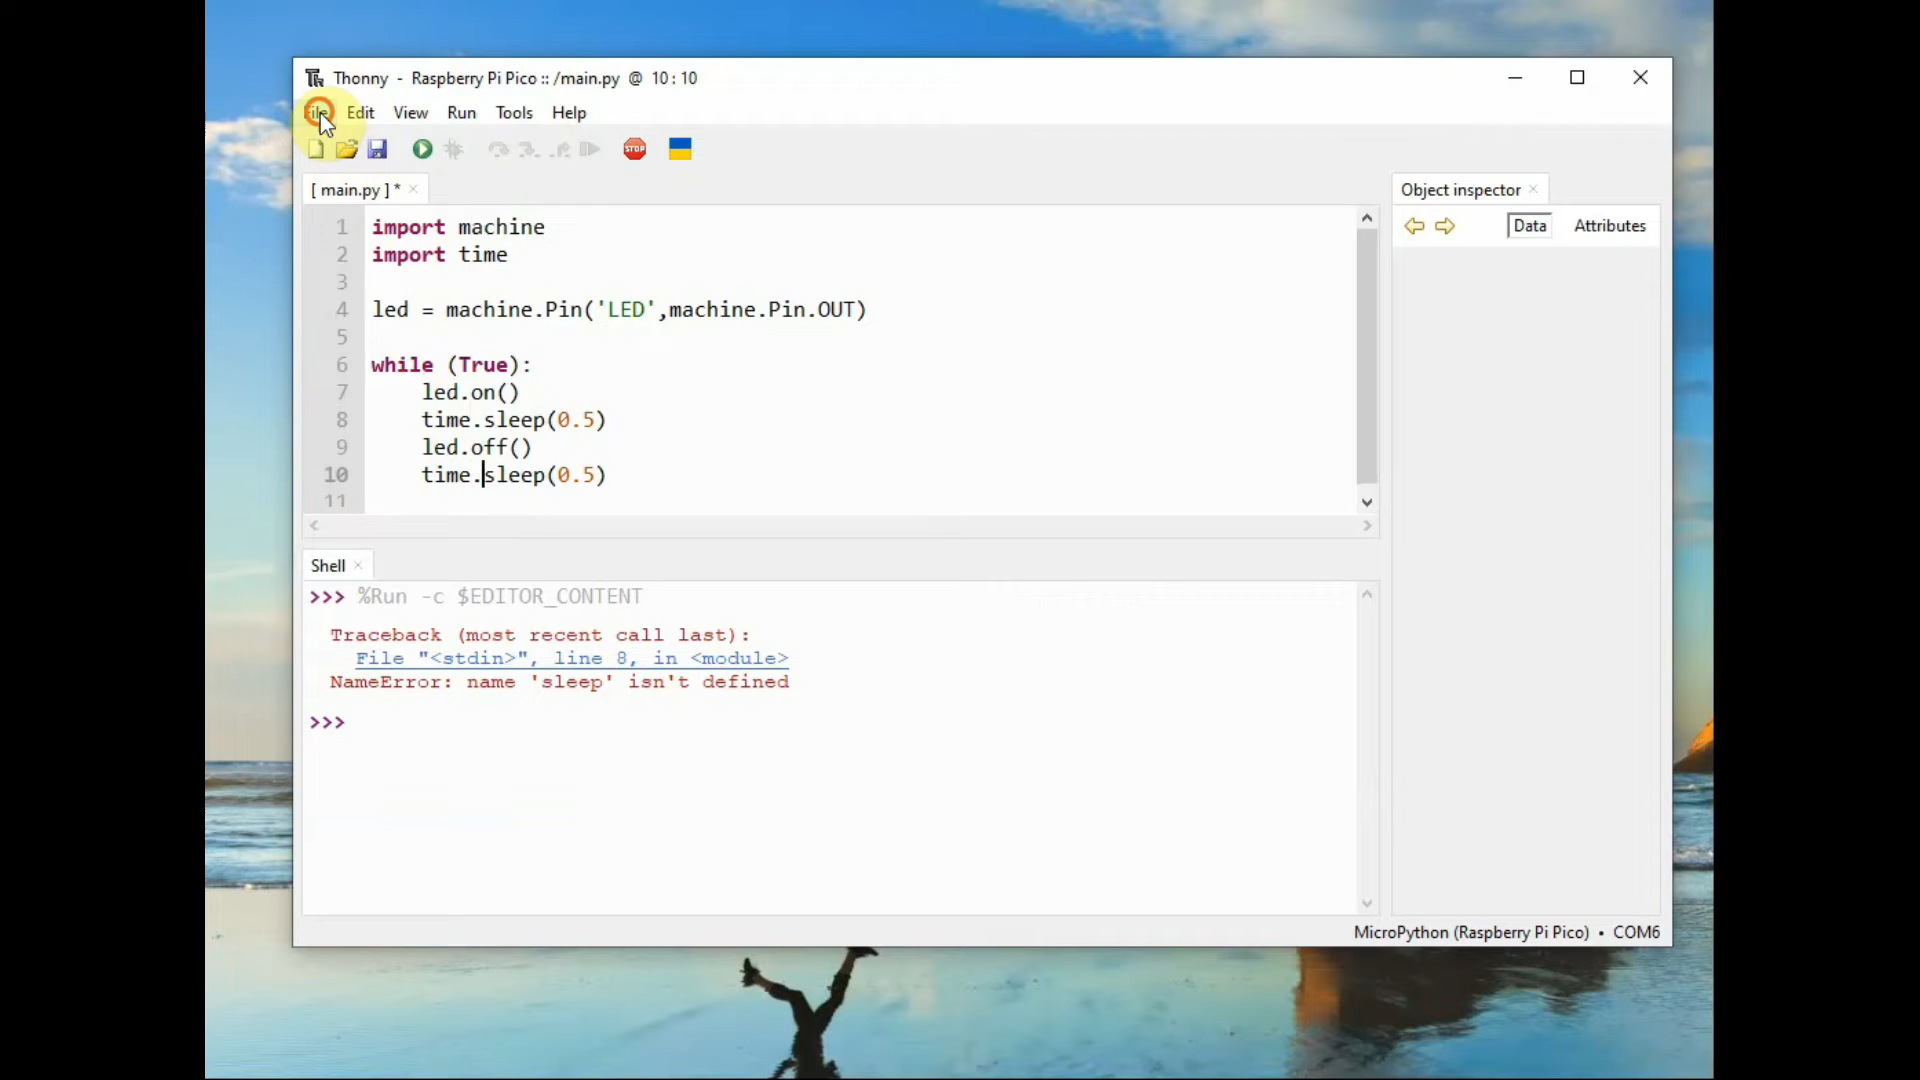 Thonny - Raspberry Pi Pico :: /main.py @ 10 : 10
File Edit View Run Tools Help
STOP
[ main.py ] *
Object inspector
Data Attributes
1 import machine
2 import time
3
4 led = machine.Pin('LED',machine.Pin.OUT)
5
6 while (True):
7 led.on()
8 time.sleep(0.5)
9 led.off()
10 time.sleep(0.5)
11
Shell
>>> %Run -c $EDITOR_CONTENT
Traceback (most recent call last):
File "<stdin>", line 8, in <module>
NameError: name 'sleep' isn't defined
>>>
MicroPython (Raspberry Pi Pico) • COM6